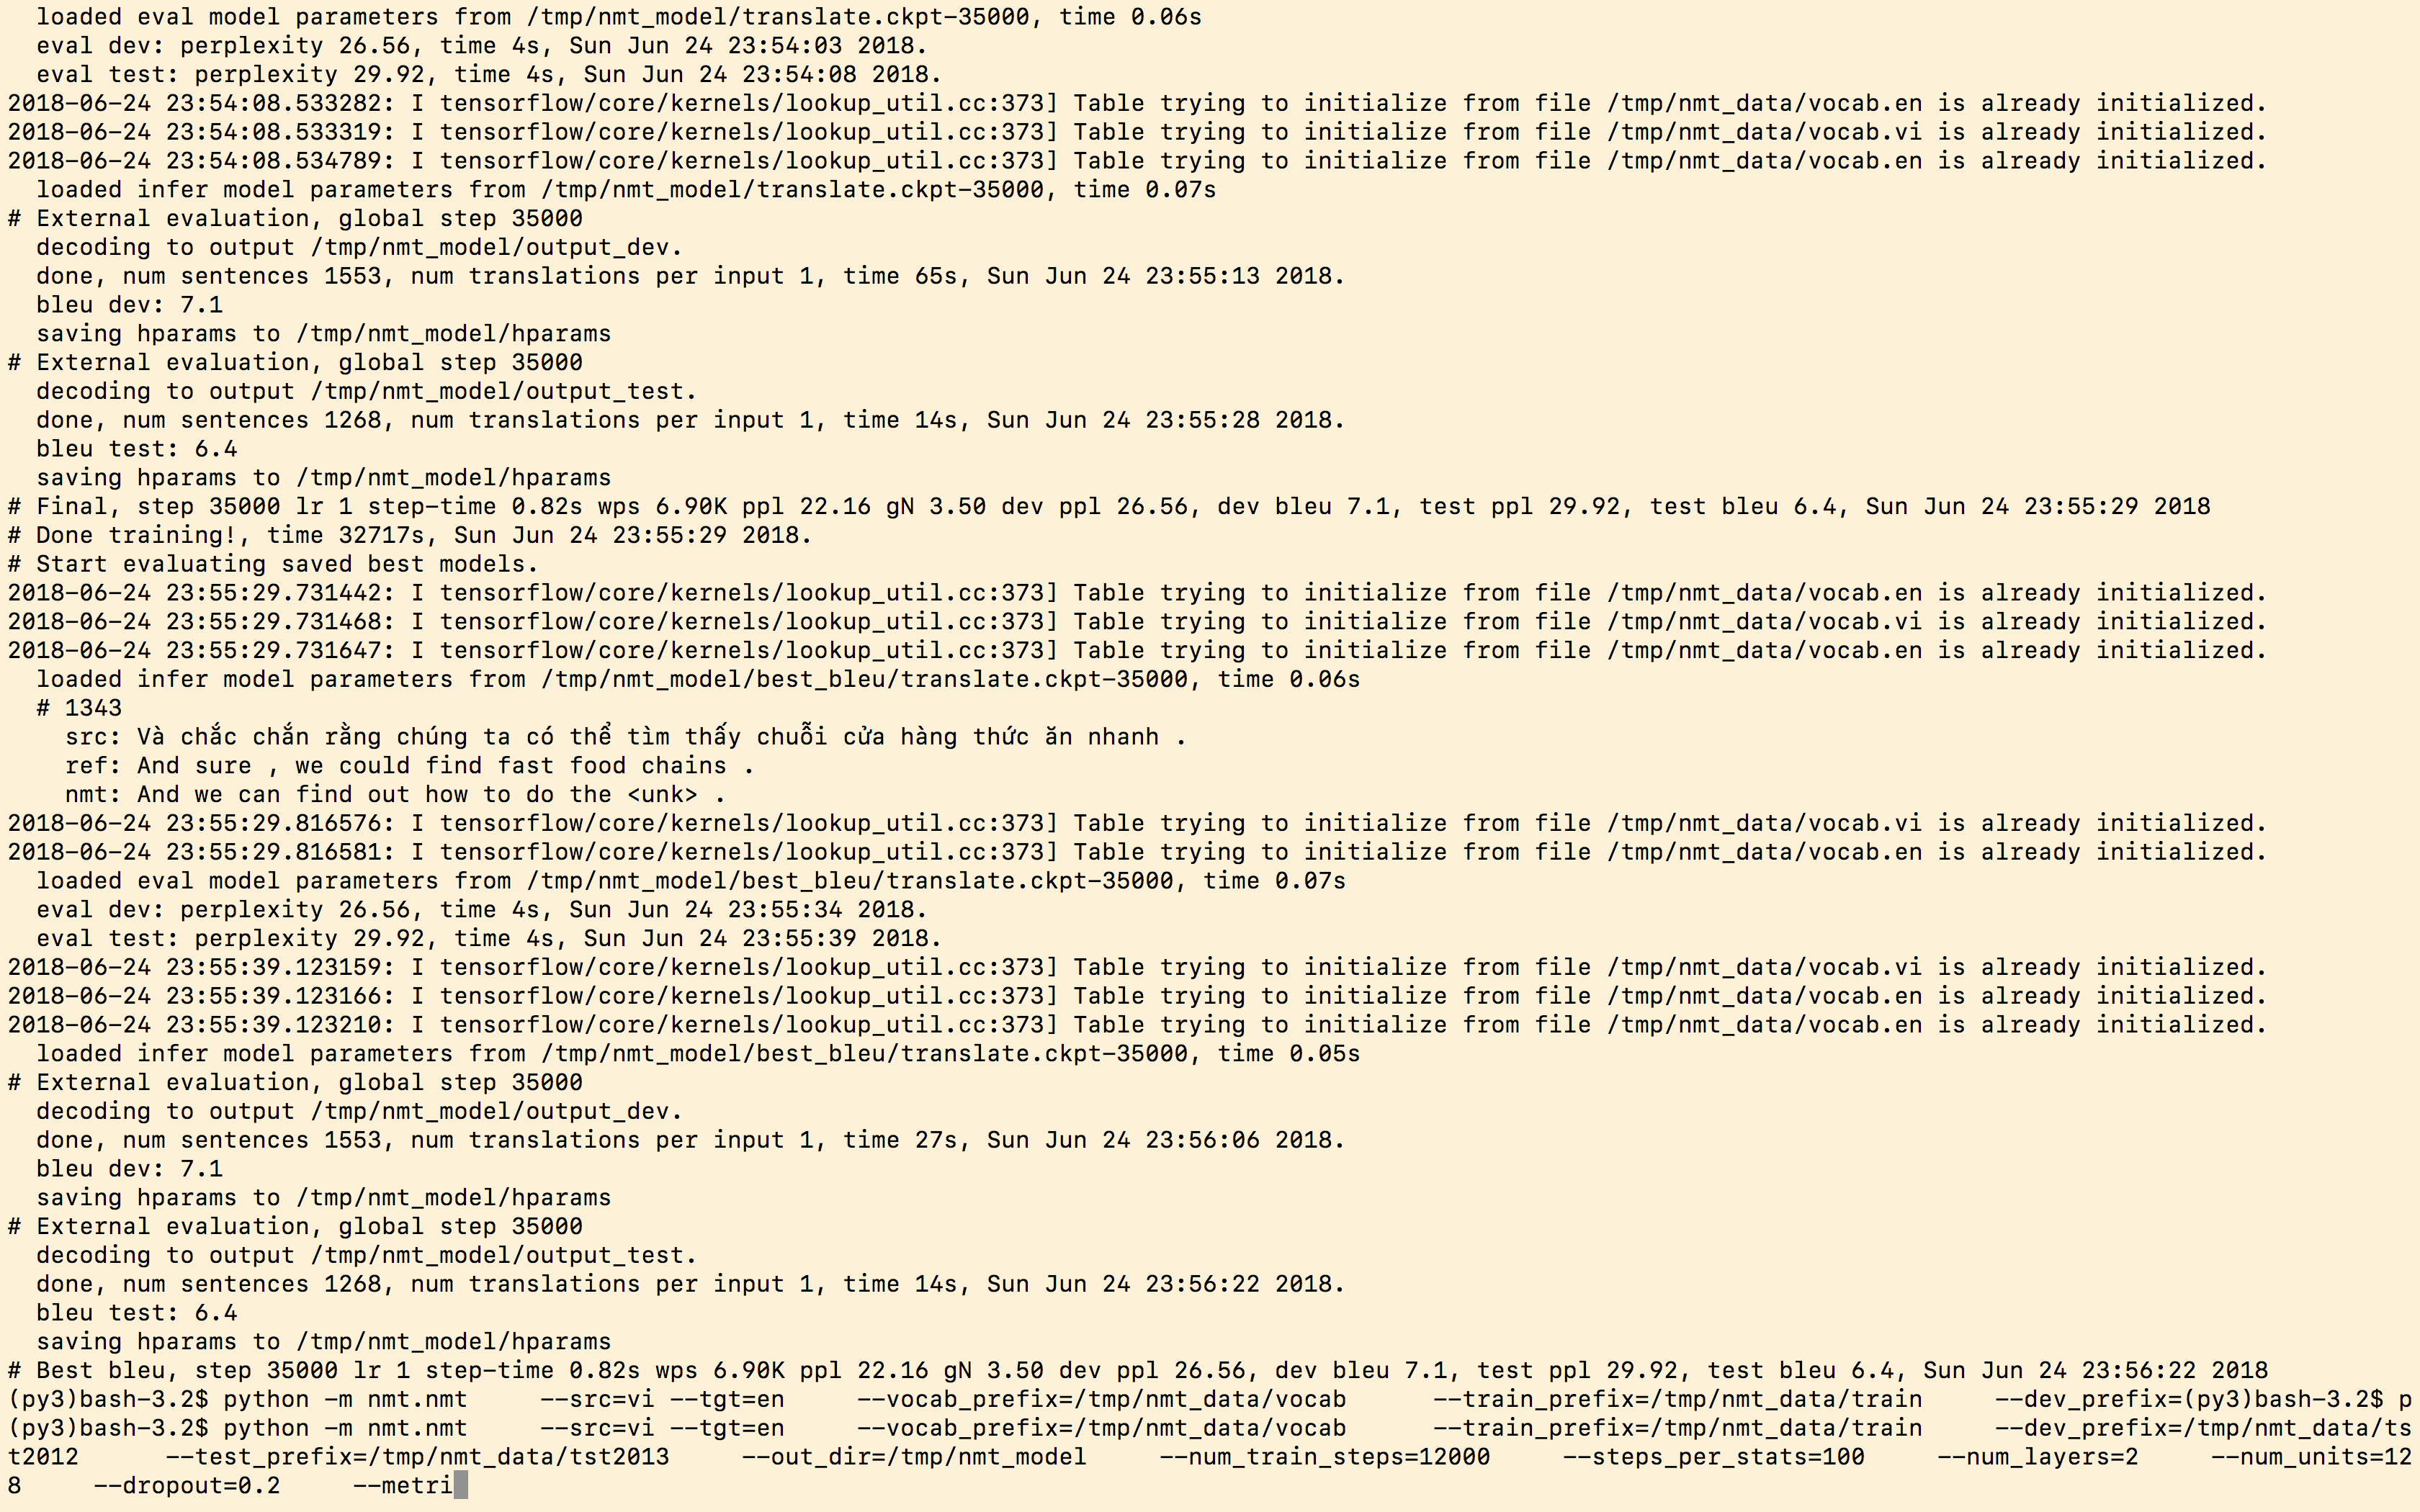 loaded eval model parameters from /tmp/nmt_model/translate.ckpt-35000, time 0.06s
eval dev: perplexity 26.56, time 4s, Sun Jun 24 23:54:03 2018.
eval test: perplexity 29.92, time 4s, Sun Jun 24 23:54:08 2018.
2018-06-24 23:54:08.533282: I tensorflow/core/kernels/lookup_util.cc:373] Table trying to initialize from file /tmp/nmt_data/vocab.en is already initialized.
2018-06-24 23:54:08.533319: I tensorflow/core/kernels/lookup_util.cc:373] Table trying to initialize from file /tmp/nmt_data/vocab.vi is already initialized.
2018-06-24 23:54:08.534789: I tensorflow/core/kernels/lookup_util.cc:373] Table trying to initialize from file /tmp/nmt_data/vocab.en is already initialized.
loaded infer model parameters from /tmp/nmt_model/translate.ckpt-35000, time 0.07s
# External evaluation, global step 35000
decoding to output /tmp/nmt_model/output_dev.
done, num sentences 1553, num translations per input 1, time 65s, Sun Jun 24 23:55:13 2018.
bleu dev: 7.1
saving hparams to /tmp/nmt_model/hparams
# External evaluation, global step 35000
decoding to output /tmp/nmt_model/output_test.
done, num sentences 1268, num translations per input 1, time 14s, Sun Jun 24 23:55:28 2018.
bleu test: 6.4
saving hparams to /tmp/nmt_model/hparams
# Final, step 35000 lr 1 step-time 0.82s wps 6.90K ppl 22.16 gN 3.50 dev ppl 26.56, dev bleu 7.1, test ppl 29.92, test bleu 6.4, Sun Jun 24 23:55:29 2018
# Done training!, time 32717s, Sun Jun 24 23:55:29 2018.
# Start evaluating saved best models.
2018-06-24 23:55:29.731442: I tensorflow/core/kernels/lookup_util.cc:373] Table trying to initialize from file /tmp/nmt_data/vocab.en is already initialized.
2018-06-24 23:55:29.731468: I tensorflow/core/kernels/lookup_util.cc:373] Table trying to initialize from file /tmp/nmt_data/vocab.vi is already initialized.
2018-06-24 23:55:29.731647: I tensorflow/core/kernels/lookup_util.cc:373] Table trying to initialize from file /tmp/nmt_data/vocab.en is already initialized.
loaded infer model parameters from /tmp/nmt_model/best_bleu/translate.ckpt-35000, time 0.06s
# 1343
src: Và chắc chắn rằng chúng ta có thể tìm thấy chuỗi cửa hàng thức ăn nhanh .
ref: And sure , we could find fast food chains .
nmt: And we can find out how to do the <unk> .
2018-06-24 23:55:29.816576: I tensorflow/core/kernels/lookup_util.cc:373] Table trying to initialize from file /tmp/nmt_data/vocab.vi is already initialized.
2018-06-24 23:55:29.816581: I tensorflow/core/kernels/lookup_util.cc:373] Table trying to initialize from file /tmp/nmt_data/vocab.en is already initialized.
loaded eval model parameters from /tmp/nmt_model/best_bleu/translate.ckpt-35000, time 0.07s
eval dev: perplexity 26.56, time 4s, Sun Jun 24 23:55:34 2018.
eval test: perplexity 29.92, time 4s, Sun Jun 24 23:55:39 2018.
2018-06-24 23:55:39.123159: I tensorflow/core/kernels/lookup_util.cc:373] Table trying to initialize from file /tmp/nmt_data/vocab.vi is already initialized.
2018-06-24 23:55:39.123166: I tensorflow/core/kernels/lookup_util.cc:373] Table trying to initialize from file /tmp/nmt_data/vocab.en is already initialized.
2018-06-24 23:55:39.123210: I tensorflow/core/kernels/lookup_util.cc:373] Table trying to initialize from file /tmp/nmt_data/vocab.en is already initialized.
loaded infer model parameters from /tmp/nmt_model/best_bleu/translate.ckpt-35000, time 0.05s
# External evaluation, global step 35000
decoding to output /tmp/nmt_model/output_dev.
done, num sentences 1553, num translations per input 1, time 27s, Sun Jun 24 23:56:06 2018.
bleu dev: 7.1
saving hparams to /tmp/nmt_model/hparams
# External evaluation, global step 35000
decoding to output /tmp/nmt_model/output_test.
done, num sentences 1268, num translations per input 1, time 14s, Sun Jun 24 23:56:22 2018.
bleu test: 6.4
saving hparams to /tmp/nmt_model/hparams
# Best bleu, step 35000 lr 1 step-time 0.82s wps 6.90K ppl 22.16 gN 3.50 dev ppl 26.56, dev bleu 7.1, test ppl 29.92, test bleu 6.4, Sun Jun 24 23:56:22 2018
(py3)bash-3.2$ python -m nmt.nmt     --src=vi --tgt=en     --vocab_prefix=/tmp/nmt_data/vocab      --train_prefix=/tmp/nmt_data/train     --dev_prefix=(py3)bash-3.2$ p
(py3)bash-3.2$ python -m nmt.nmt     --src=vi --tgt=en     --vocab_prefix=/tmp/nmt_data/vocab      --train_prefix=/tmp/nmt_data/train     --dev_prefix=/tmp/nmt_data/ts
t2012      --test_prefix=/tmp/nmt_data/tst2013     --out_dir=/tmp/nmt_model     --num_train_steps=12000     --steps_per_stats=100     --num_layers=2     --num_units=12
8     --dropout=0.2     --metri